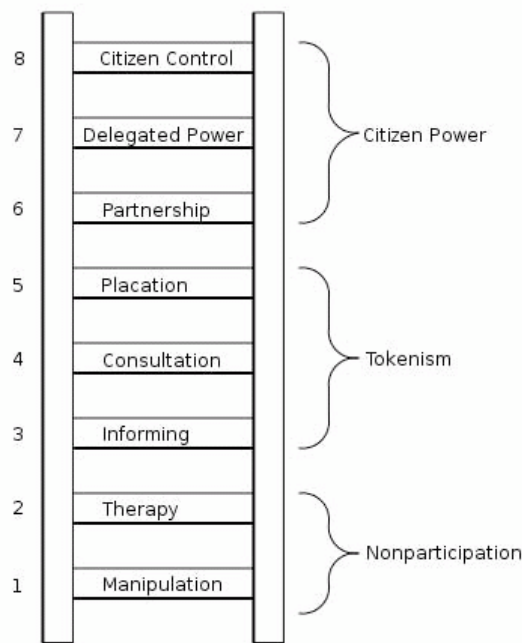 8 Citizen Control
7 Delegated Power
Citizen Power
6 Partnership
5 Placation
4 Consultation
Tokenism
3 Informing
2 Therapy
Nonparticipation
1 Manipulation